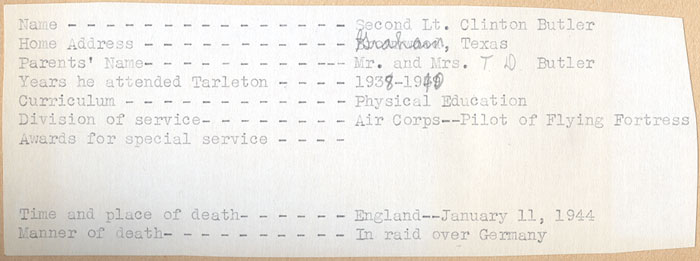 Name - - - - - - - - - - - - - - - Second Lt. Clinton Butler
Home Address - - - - - - - - - - - Graham, Texas
Parents' Name- - - - - - - - - - --- Mr. and Mrs. T D Butler
Years he attended Tarleton - - - - 1938-1940
Curriculum - - - - - - - - - - - - Physical Education
Division of service- - - - - - - - Air Corps--Pilot of Flying Fortress
Awards for special service - - - -
Time and place of death- - - - - - England--January 11, 1944
Manner of death- - - - - - - - - - In raid over Germany